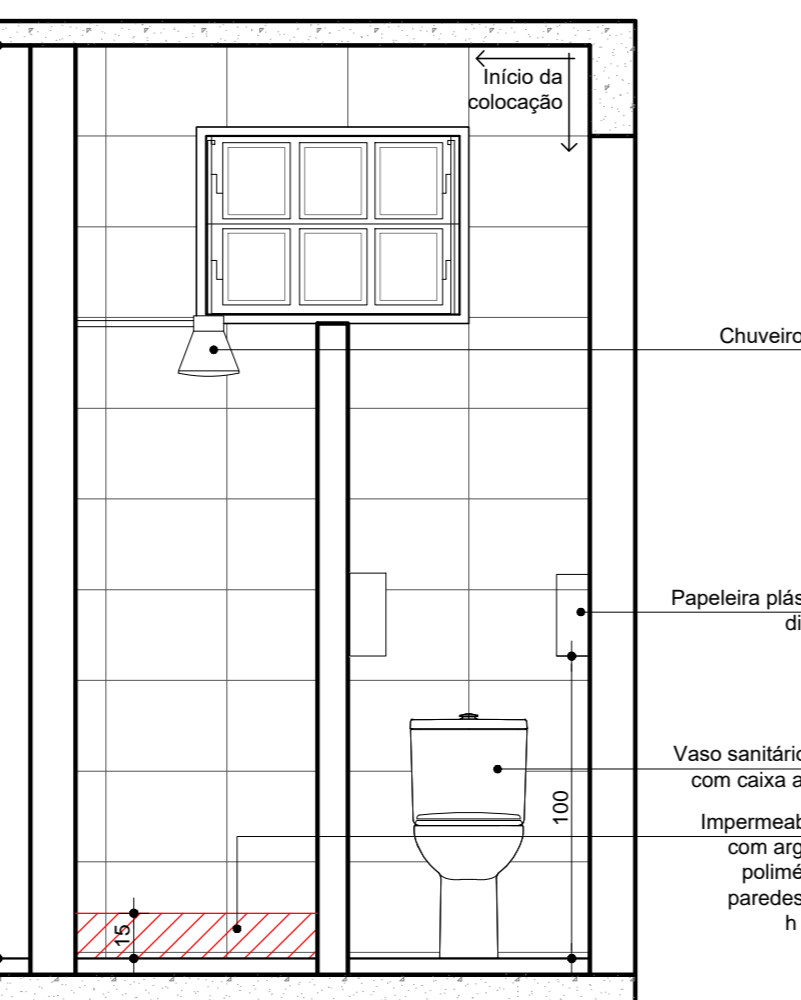 Início da
colocação
Chuveiro
Papeleira plás
di
Vaso sanitário
com caixa a
100
Impermeab
com arg
polimé
paredes
h
15